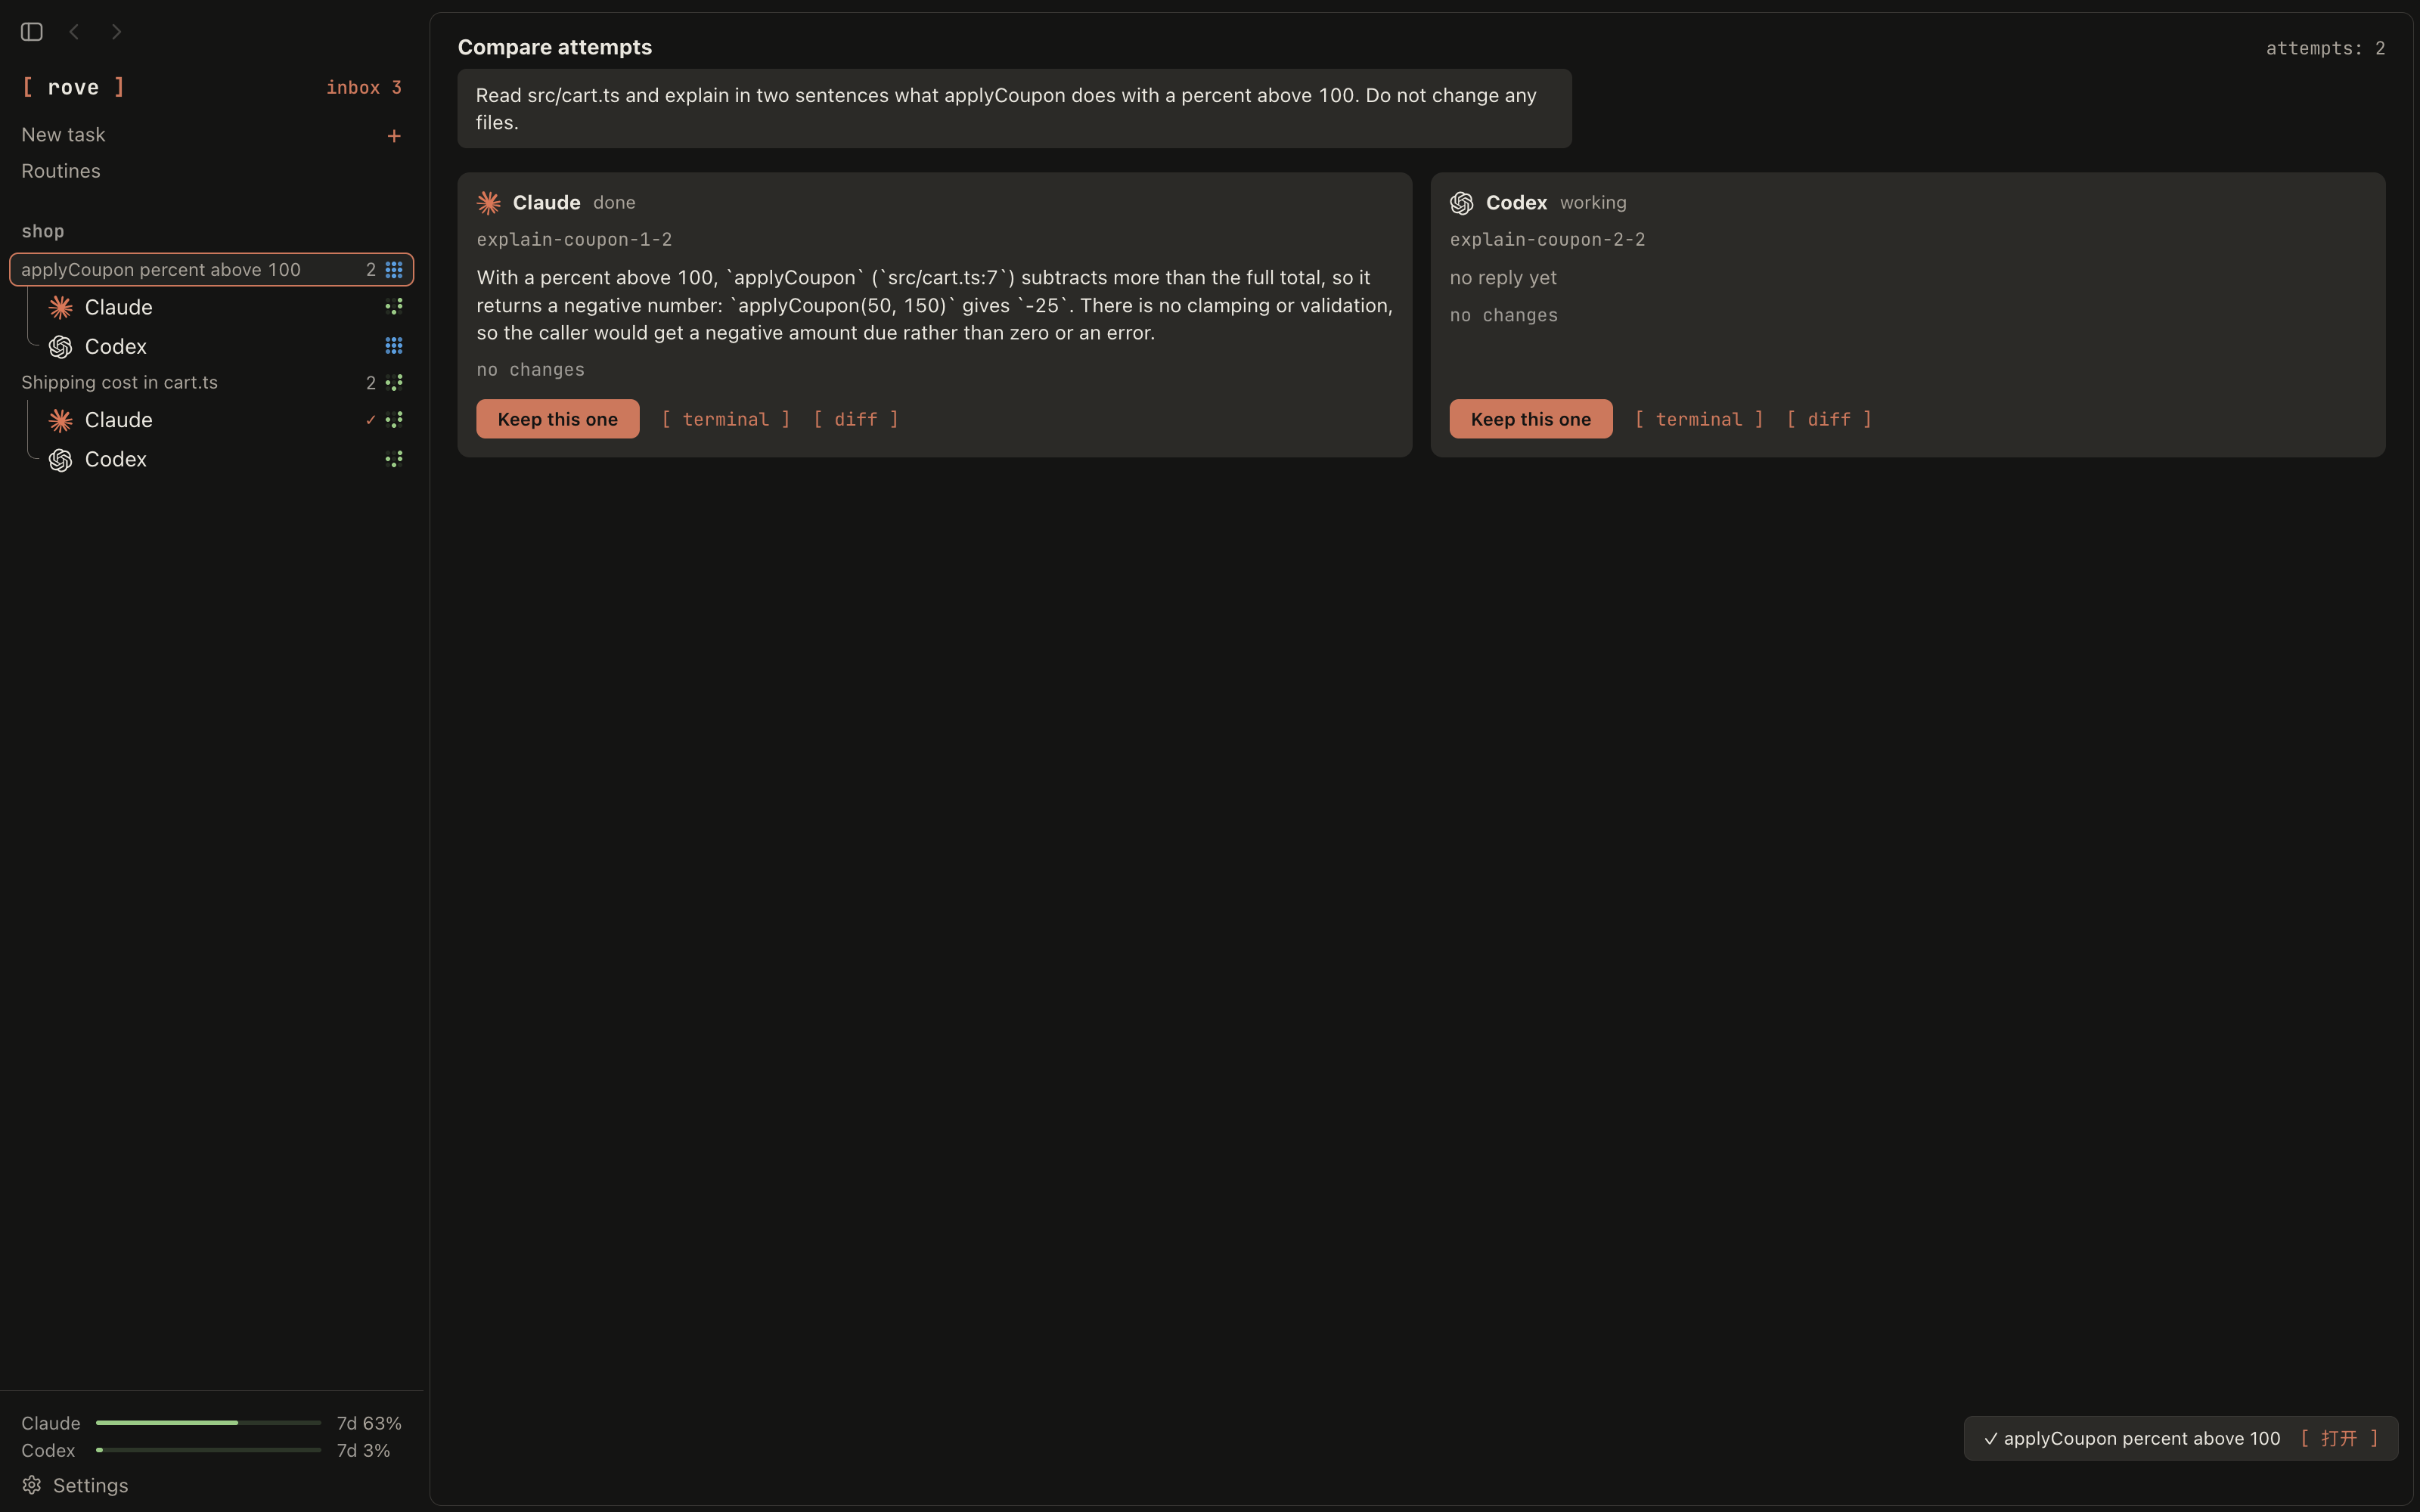 [ rove ]
inbox 3
New task +
Routines
shop
applyCoupon percent above 100 2
Claude
Codex
Shipping cost in cart.ts 2
Claude ✓
Codex
Claude 7d 63%
Codex 7d 3%
Settings
Compare attempts
attempts: 2
Read src/cart.ts and explain in two sentences what applyCoupon does with a percent above 100. Do not change any
files.
Claude done
explain-coupon-1-2
With a percent above 100, `applyCoupon` (`src/cart.ts:7`) subtracts more than the full total, so it
returns a negative number: `applyCoupon(50, 150)` gives `-25`. There is no clamping or validation,
so the caller would get a negative amount due rather than zero or an error.
no changes
Keep this one [ terminal ] [ diff ]
Codex working
explain-coupon-2-2
no reply yet
no changes
Keep this one [ terminal ] [ diff ]
✓ applyCoupon percent above 100 [ 打开 ]